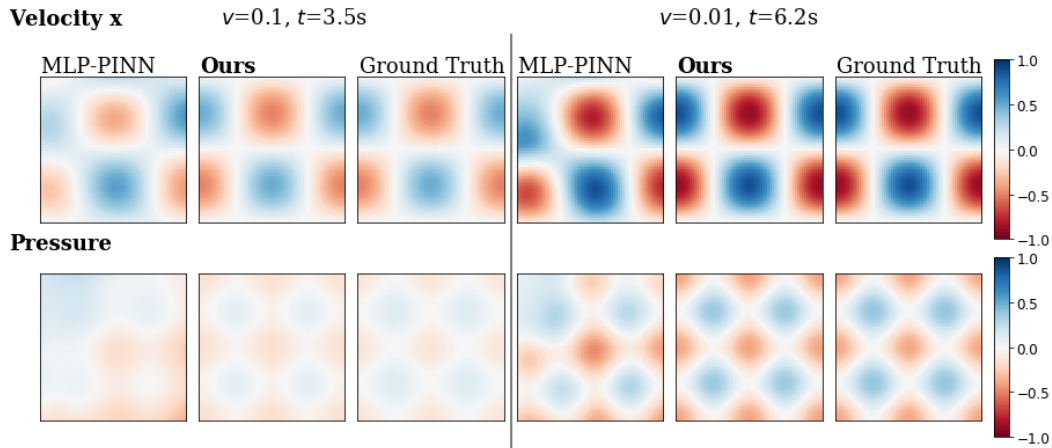 Velocity x
v=0.1, t=3.5s
v=0.01, t=6.2s
MLP-PINN
Ours
Ground Truth
MLP-PINN
Ours
Ground Truth
1.0
0.5
0.0
−0.5
−1.0
Pressure
1.0
0.5
0.0
−0.5
−1.0